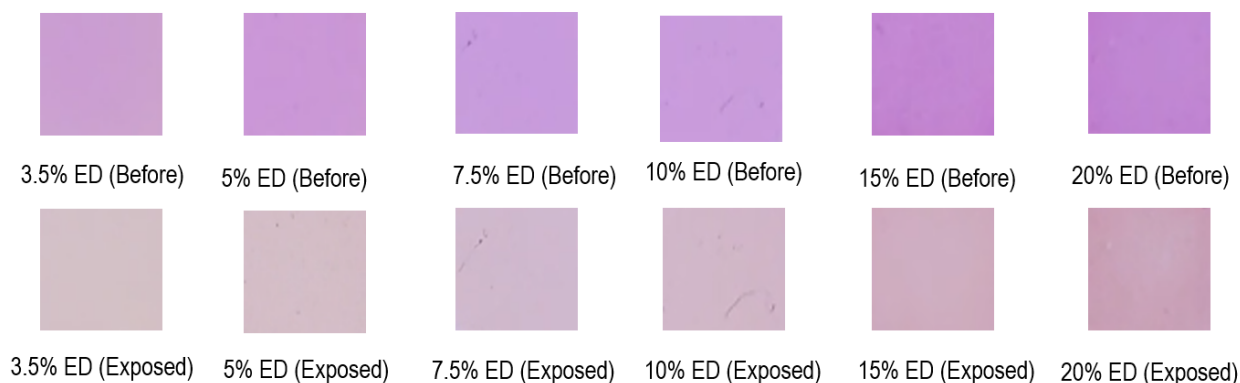 3.5% ED (Before)
5% ED (Before)
7.5% ED (Before)
10% ED (Before)
15% ED (Before)
20% ED (Before)
3.5% ED (Exposed)
5% ED (Exposed)
7.5% ED (Exposed)
10% ED (Exposed)
15% ED (Exposed)
20% ED (Exposed)